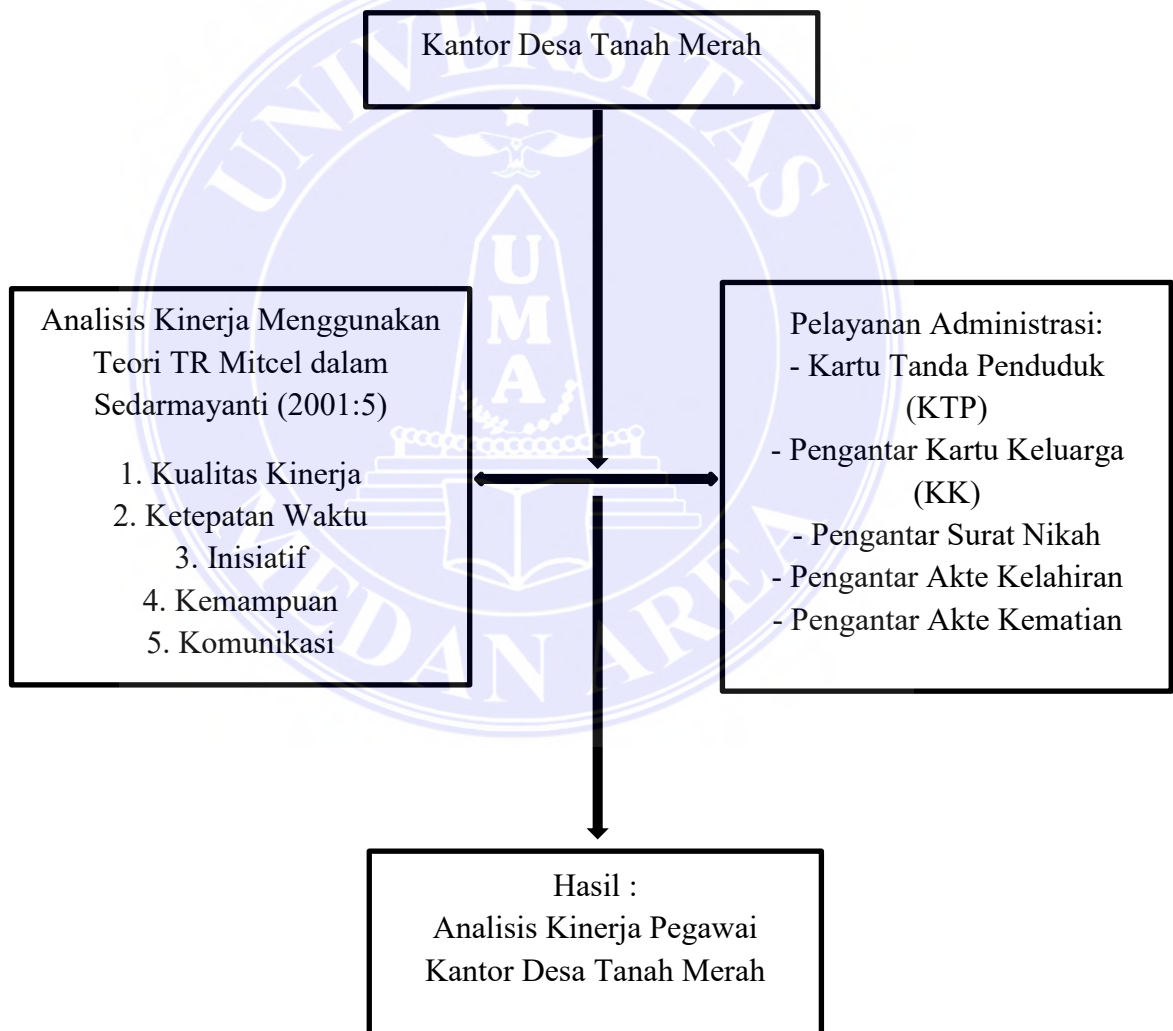 Kantor Desa Tanah Merah
Analisis Kinerja Menggunakan
Teori TR Mitcel dalam
Sedarmayanti (2001:5)
1. Kualitas Kinerja
2. Ketepatan Waktu
3. Inisiatif
4. Kemampuan
5. Komunikasi
Pelayanan Administrasi:
- Kartu Tanda Penduduk
(KTP)
- Pengantar Kartu Keluarga
(KK)
- Pengantar Surat Nikah
- Pengantar Akte Kelahiran
- Pengantar Akte Kematian
Hasil :
Analisis Kinerja Pegawai
Kantor Desa Tanah Merah
UNIVERSITAS
UMA
MEDAN AREA